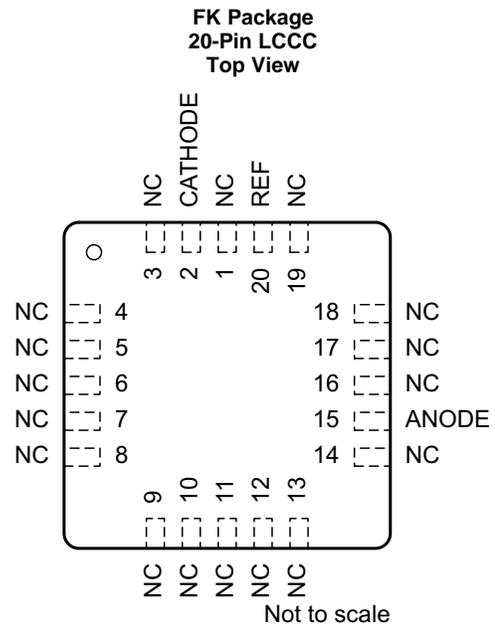 FK Package
20-Pin LCCC
Top View
NC CATHODE NC REF NC
3 2 1 20 19
NC 4 18 NC
NC 5 17 NC
NC 6 16 NC
NC 7 15 ANODE
NC 8 14 NC
9 10 11 12 13
NC NC NC NC NC
Not to scale